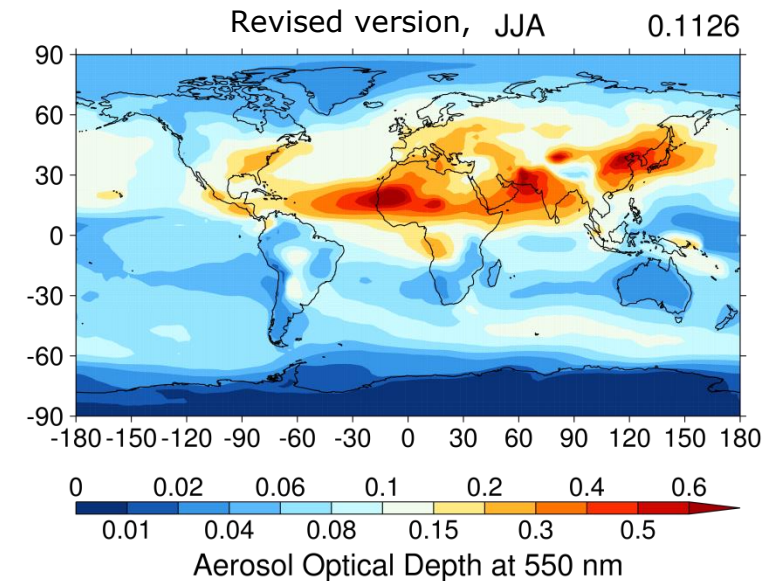 Revised version, JJA 0.1126
90
60
30
0
-30
-60
-90
-180 -150 -120 -90 -60 -30 0 30 60 90 120 150 180
0 0.02 0.06 0.1 0.2 0.4 0.6
0.01 0.04 0.08 0.15 0.3 0.5
Aerosol Optical Depth at 550 nm